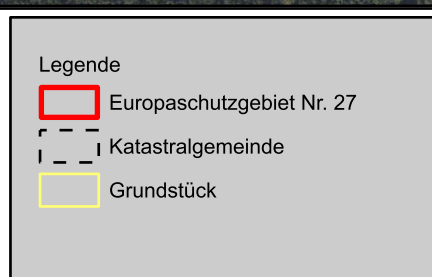 Legende
Europaschutzgebiet Nr. 27
Katastralgemeinde
Grundstück